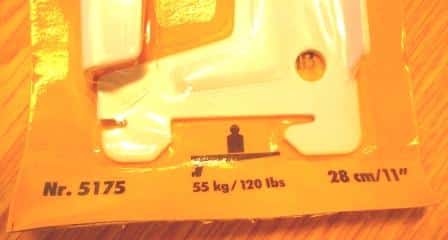 Nr. 5175
55 kg/120 lbs
28 cm/11"